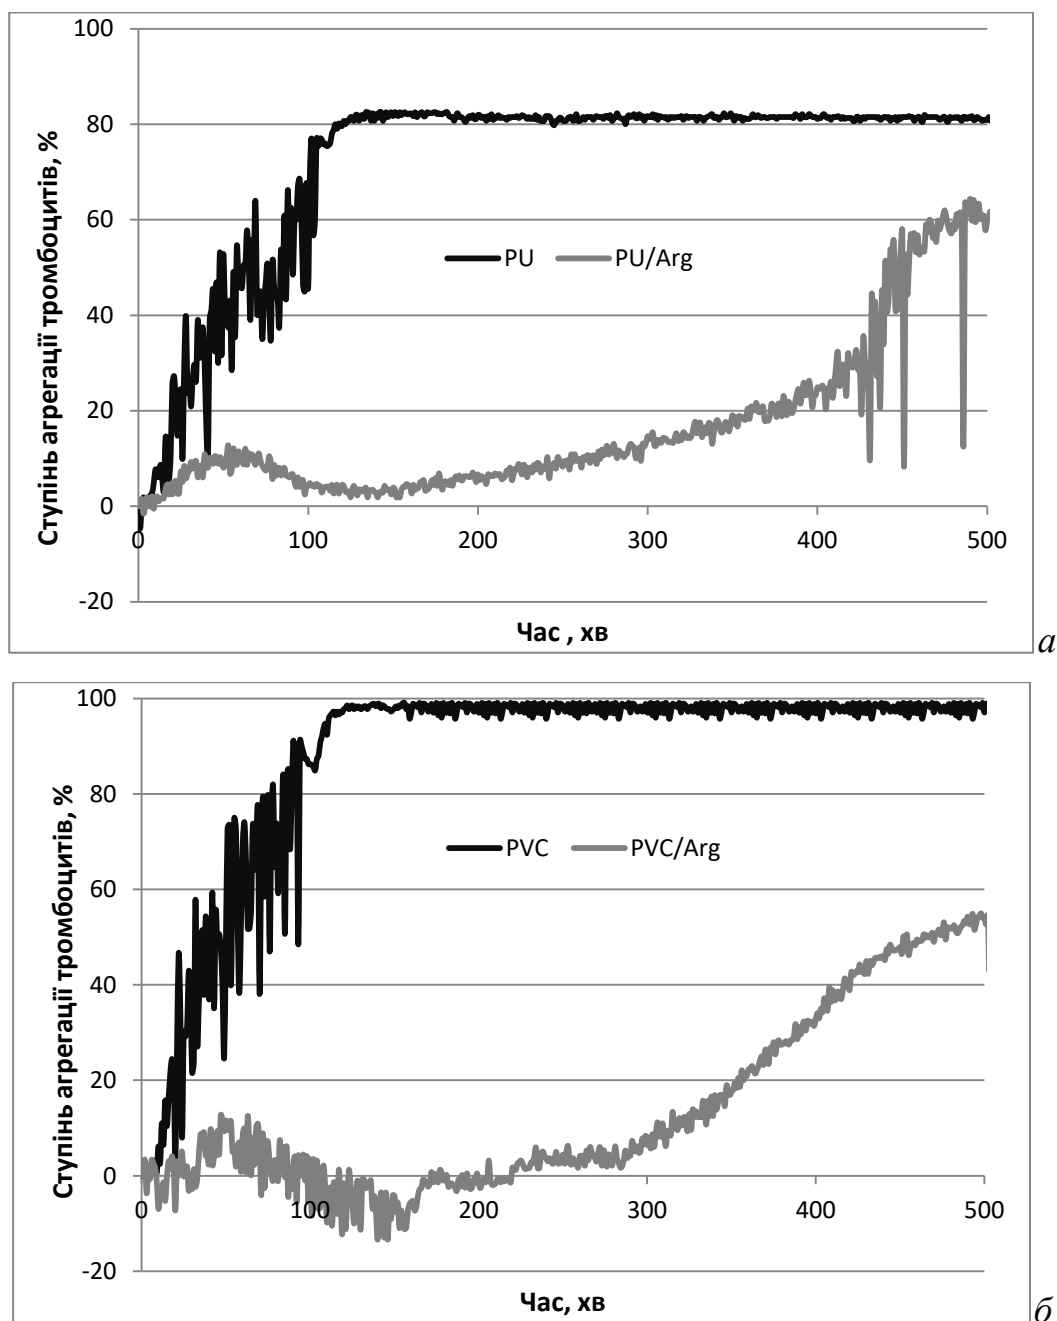 100
80
60
40
20
0
-20
Ступінь агрегації тромбоцитів, %
PU PU/Arg
0 100 200 300 400 500
Час , хв
а
100
80
60
40
20
0
-20
Ступінь агрегації тромбоцитів, %
PVC PVC/Arg
0 100 200 300 400 500
Час, хв
б